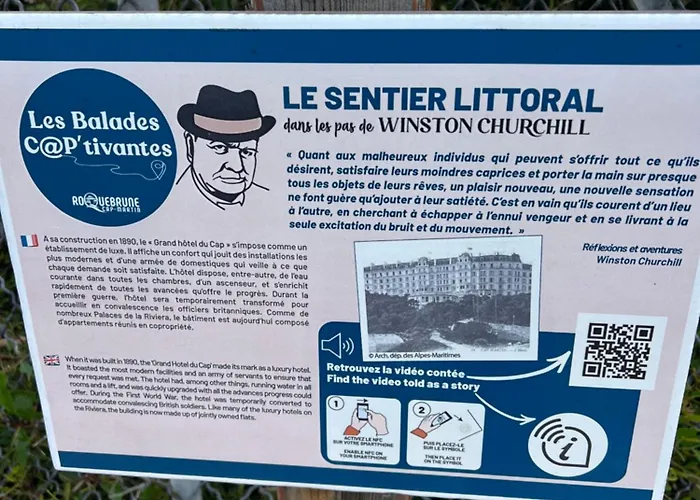 Les Balades
C@P'tivantes
ROQUEBRUNE
CAP-MARTIN
LE SENTIER LITTORAL
dans les pas de WINSTON CHURCHILL
« Quant aux malheureux individus qui peuvent s'offrir tout ce qu'ils
désirent, satisfaire leurs moindres caprices et porter la main sur presque
tous les objets de leurs rêves, un plaisir nouveau, une nouvelle sensation
ne font guère qu'ajouter à leur satiété. C'est en vain qu'ils courent d'un lieu
à l'autre, en cherchant à échapper à l'ennui vengeur et en se livrant à la
seule excitation du bruit et du mouvement. »
Réflexions et aventures
Winston Churchill
A sa construction en 1890, le « Grand hôtel du Cap » s'impose comme un
établissement de luxe. Il affiche un confort qui jouit des installations les
plus modernes et d'une armée de domestiques qui veille à ce que
chaque demande soit satisfaite. L'hôtel dispose, entre-autre, de l'eau
courante dans toutes les chambres, d'un ascenseur, et s'enrichit
rapidement de toutes les avancées qu'offre le progrès. Durant la
première guerre, l'hôtel sera temporairement transformé pour
accueillir en convalescence les officiers britanniques. Comme de
nombreux Palaces de la Riviera, le bâtiment est aujourd'hui composé
d'appartements réunis en copropriété.
When it was built in 1890, the 'Grand Hotel du Cap' made its mark as a luxury hotel.
It boasted the most modern facilities and an army of servants to ensure that
every request was met. The hotel had, among other things, running water in all
rooms and a lift, and was quickly upgraded with all the advances progress could
offer. During the First World War, the hotel was temporarily converted to
accommodate convalescing British soldiers. Like many of the luxury hotels on
the Riviera, the building is now made up of jointly owned flats.
© Arch. dép. des Alpes-Maritimes
Retrouvez la vidéo contée
Find the video told as a story
1
ACTIVEZ LE NFC
SUR VOTRE SMARTPHONE
ENABLE NFC ON
YOUR SMARTPHONE
2
PUIS PLACEZ-LE
SUR LE SYMBOLE
THEN PLACE IT
ON THE SYMBOL